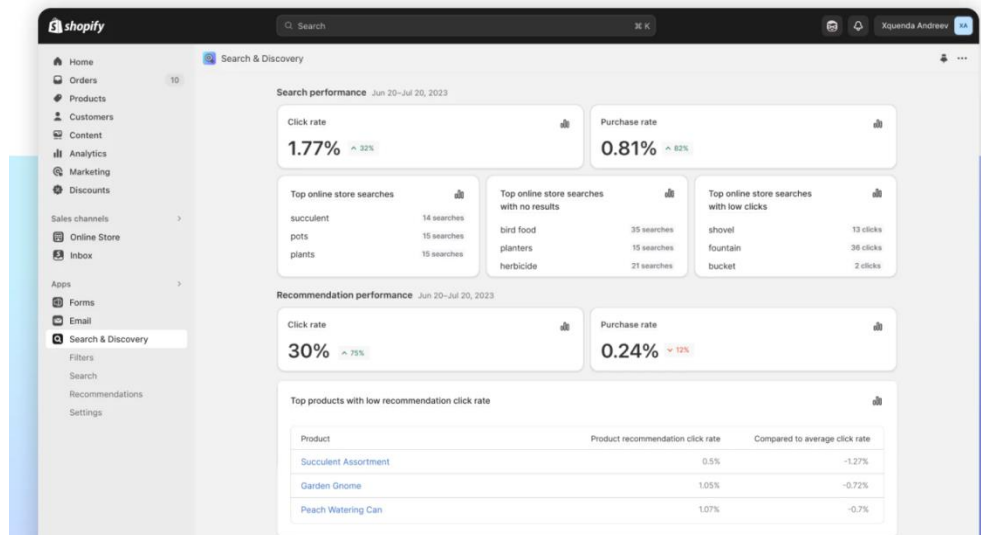 shopify
Search
⌘ K
Xquenda Andreev
XA
Home
Orders 10
Products
Customers
Content
Analytics
Marketing
Discounts
Sales channels
Online Store
Inbox
Apps
Forms
Email
Search & Discovery
Filters
Search
Recommendations
Settings
Search & Discovery
Search performance Jun 20–Jul 20, 2023
Click rate
1.77% 32%
Purchase rate
0.81% 82%
Top online store searches
succulent 14 searches
pots 15 searches
plants 15 searches
Top online store searches
with no results
bird food 35 searches
planters 15 searches
herbicide 21 searches
Top online store searches
with low clicks
shovel 13 clicks
fountain 36 clicks
bucket 2 clicks
Recommendation performance Jun 20–Jul 20, 2023
Click rate
30% 75%
Purchase rate
0.24% 12%
Top products with low recommendation click rate
Product Product recommendation click rate Compared to average click rate
Succulent Assortment 0.5% -1.27%
Garden Gnome 1.05% -0.72%
Peach Watering Can 1.07% -0.7%